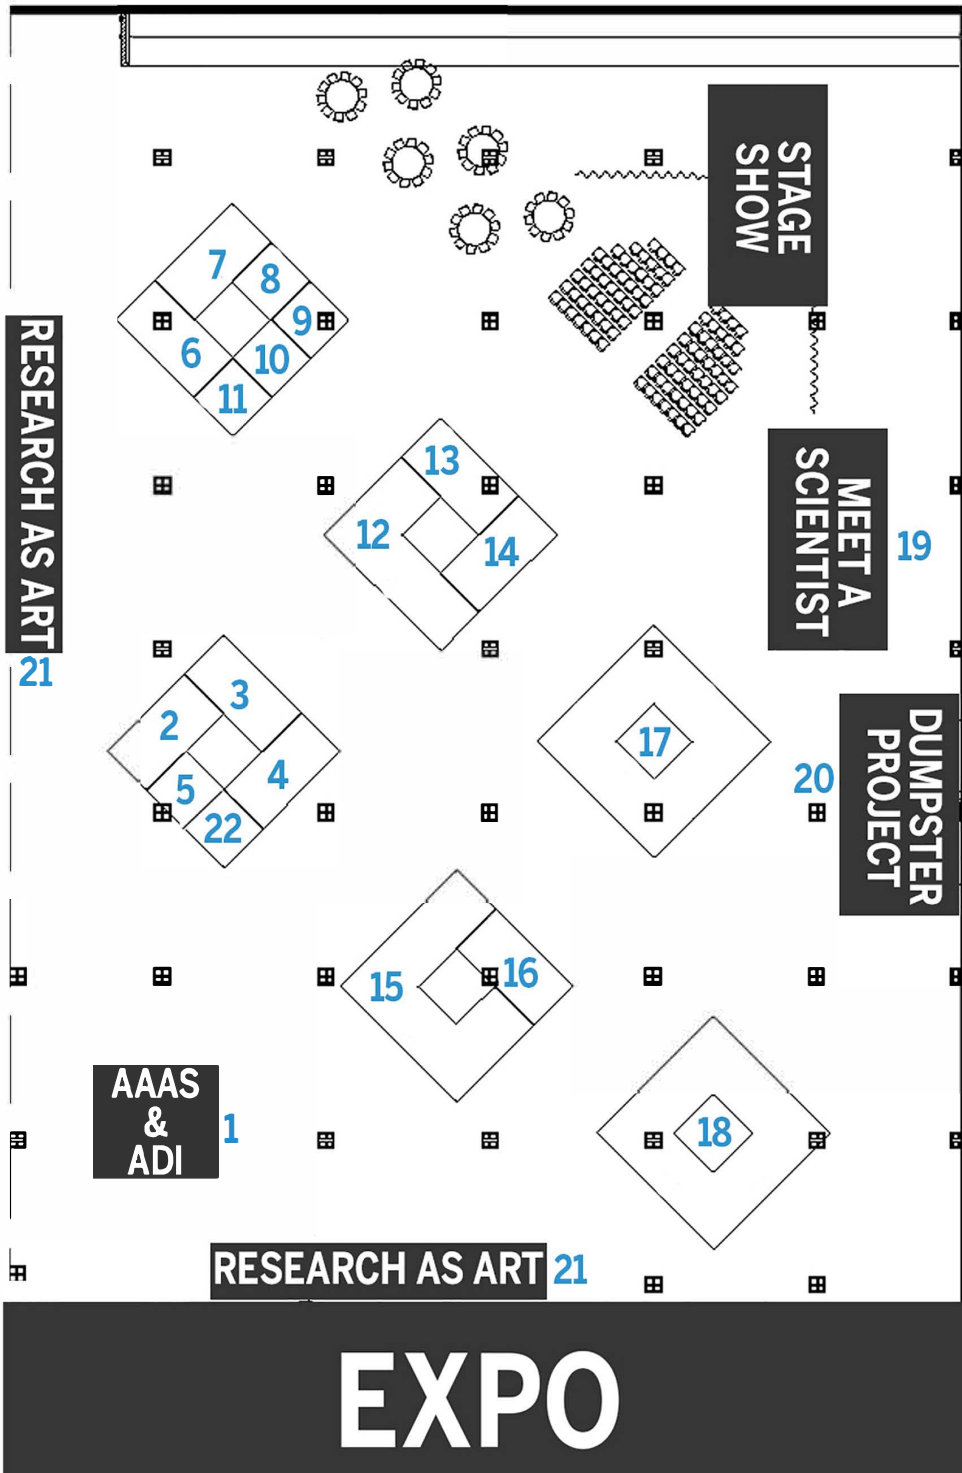 STAGE
SHOW
7
8
9
6
10
11
RESEARCH AS ART
21
13
12
14
MEET A
SCIENTIST
19
3
2
4
5
22
17
DUMPSTER
PROJECT
20
15
16
AAAS
&
ADI
1
18
RESEARCH AS ART 21
EXPO